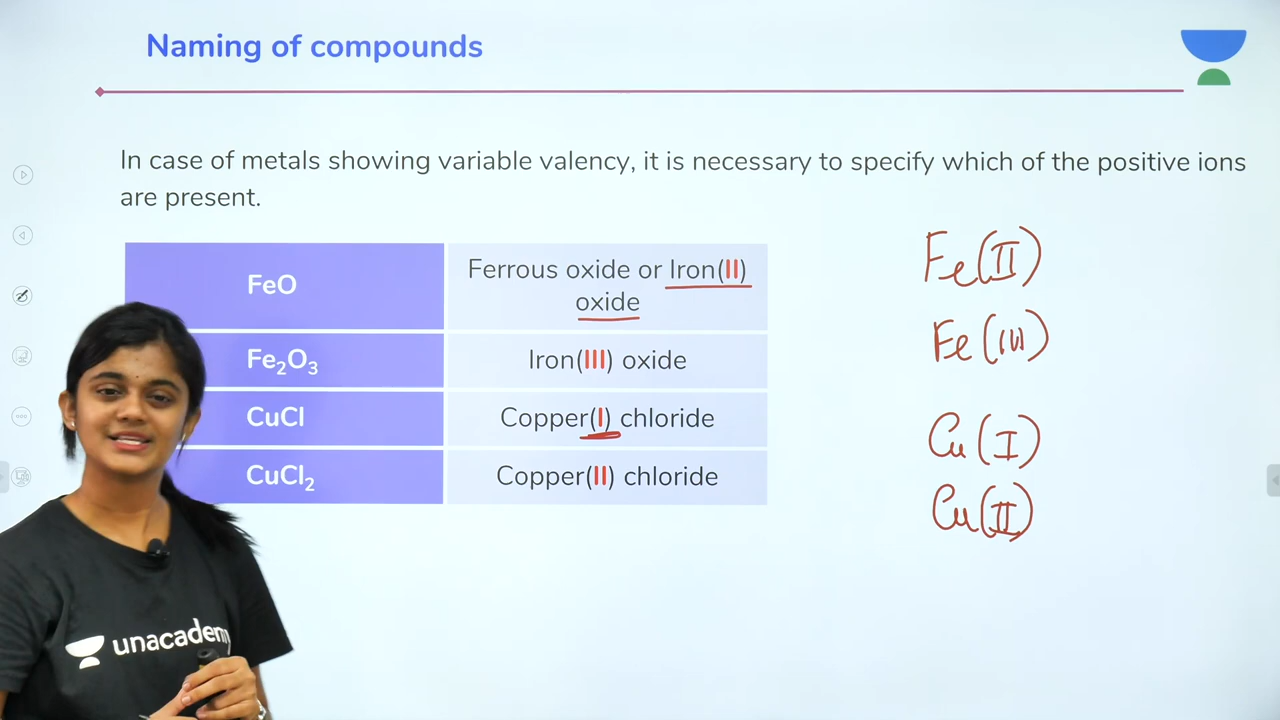 Naming of compounds
In case of metals showing variable valency, it is necessary to specify which of the positive ions
are present.
FeO
Ferrous oxide or Iron(II)
oxide
Fe₂O₃
Iron(III) oxide
CuCl
Copper(I) chloride
CuCl₂
Copper(II) chloride
Fe(II)
Fe(III)
Cu(I)
Cu(II)
unacademy